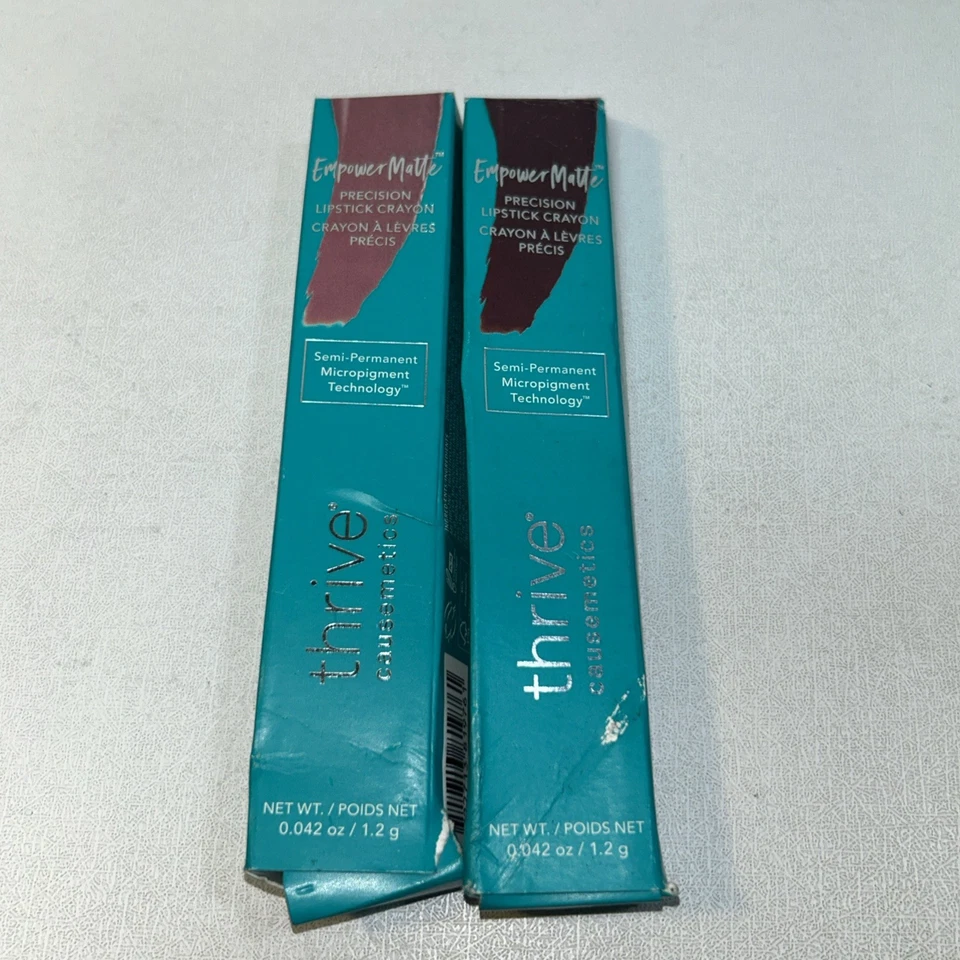 EmpowerMatte™
PRECISION
LIPSTICK CRAYON
CRAYON À LÈVRES
PRÉCIS
Semi-Permanent
Micropigment
Technology™
thrive®
causemetics
NET WT. / POIDS NET
0.042 oz / 1.2 g
EmpowerMatte™
PRECISION
LIPSTICK CRAYON
CRAYON À LÈVRES
PRÉCIS
Semi-Permanent
Micropigment
Technology™
thrive®
causemetics
NET WT. / POIDS NET
0.042 oz / 1.2 g